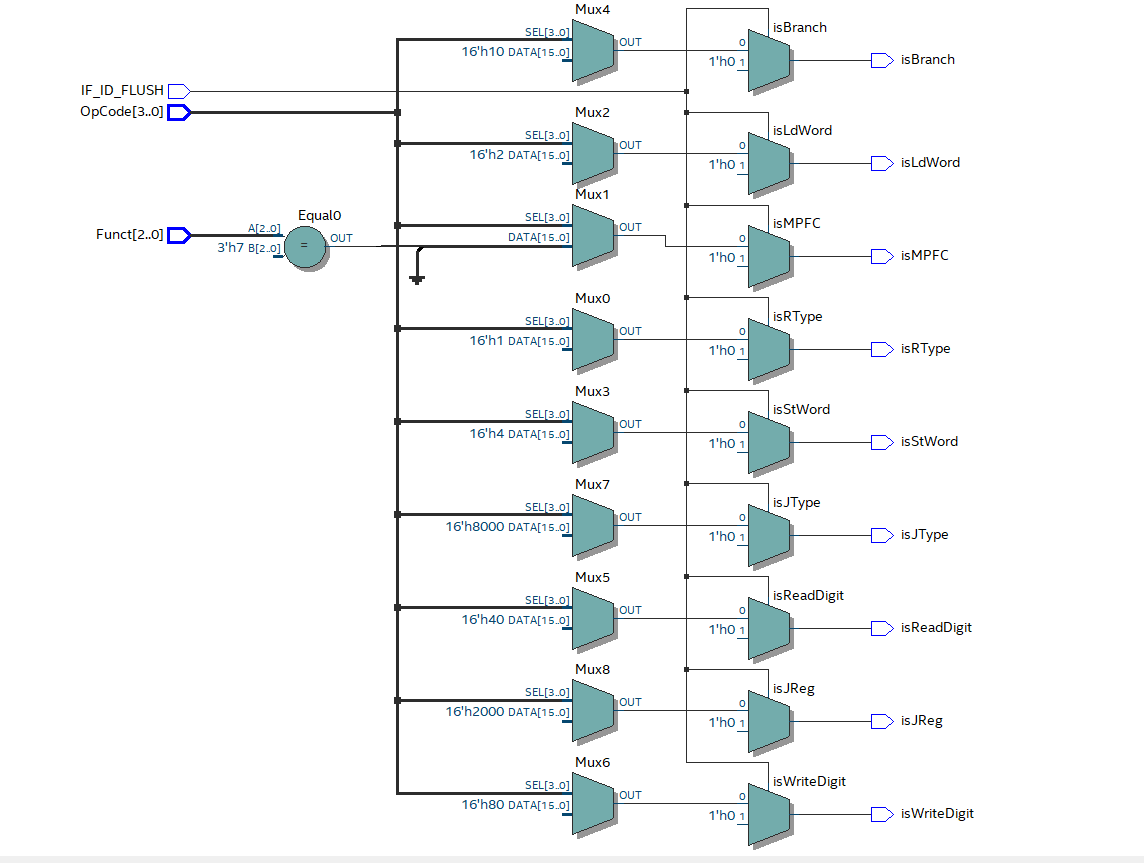 Mux4
isBranch
SEL[3..0]
16'h10 DATA[15..0]
OUT
0
1'h0 1
isBranch
IF_ID_FLUSH
OpCode[3..0]
Mux2
isLdWord
SEL[3..0]
16'h2 DATA[15..0]
OUT
0
1'h0 1
isLdWord
Mux1
isMPFC
SEL[3..0]
DATA[15..0]
OUT
0
1'h0 1
isMPFC
Equal0
Funct[2..0]
A[2..0]
3'h7 B[2..0]
=
OUT
Mux0
isRType
SEL[3..0]
16'h1 DATA[15..0]
OUT
0
1'h0 1
isRType
Mux3
isStWord
SEL[3..0]
16'h4 DATA[15..0]
OUT
0
1'h0 1
isStWord
Mux7
isJType
SEL[3..0]
16'h8000 DATA[15..0]
OUT
0
1'h0 1
isJType
Mux5
isReadDigit
SEL[3..0]
16'h40 DATA[15..0]
OUT
0
1'h0 1
isReadDigit
Mux8
isJReg
SEL[3..0]
16'h2000 DATA[15..0]
OUT
0
1'h0 1
isJReg
Mux6
isWriteDigit
SEL[3..0]
16'h80 DATA[15..0]
OUT
0
1'h0 1
isWriteDigit